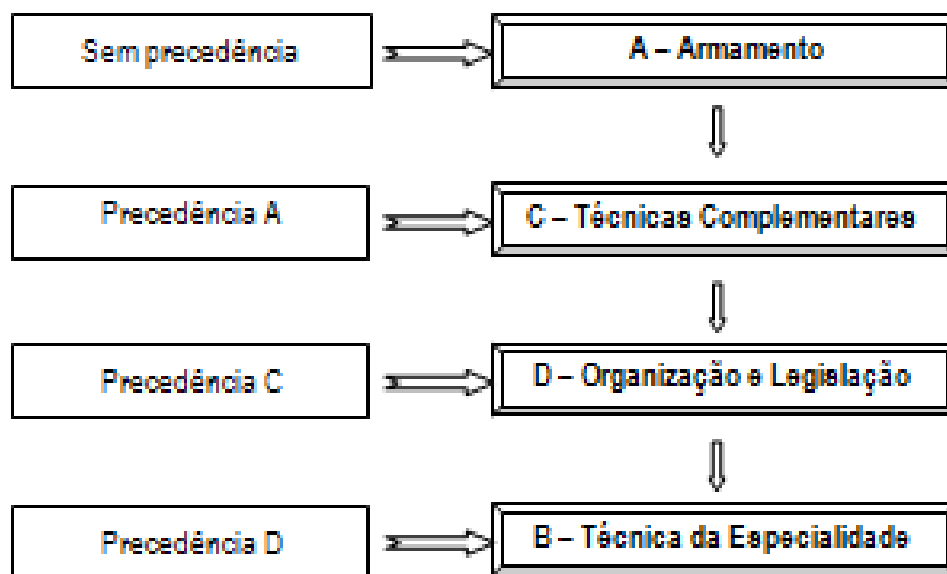 Sem precedência
A – Armamento
Precedência A
C – Técnicas Complementares
Precedência C
D – Organização e Legislação
Precedência D
B – Técnica da Especialidade